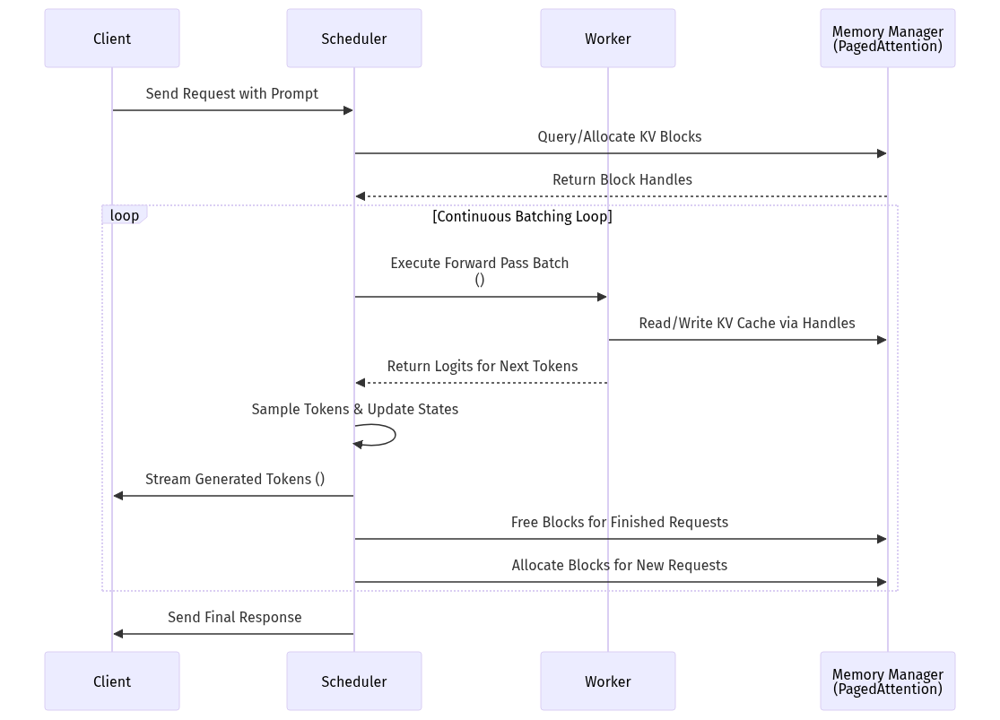 Client
Scheduler
Worker
Memory Manager
(PagedAttention)
Send Request with Prompt
Query/Allocate KV Blocks
Return Block Handles
loop
[Continuous Batching Loop]
Execute Forward Pass Batch
()
Read/Write KV Cache via Handles
Return Logits for Next Tokens
Sample Tokens & Update States
Stream Generated Tokens ()
Free Blocks for Finished Requests
Allocate Blocks for New Requests
Send Final Response
Client
Scheduler
Worker
Memory Manager
(PagedAttention)